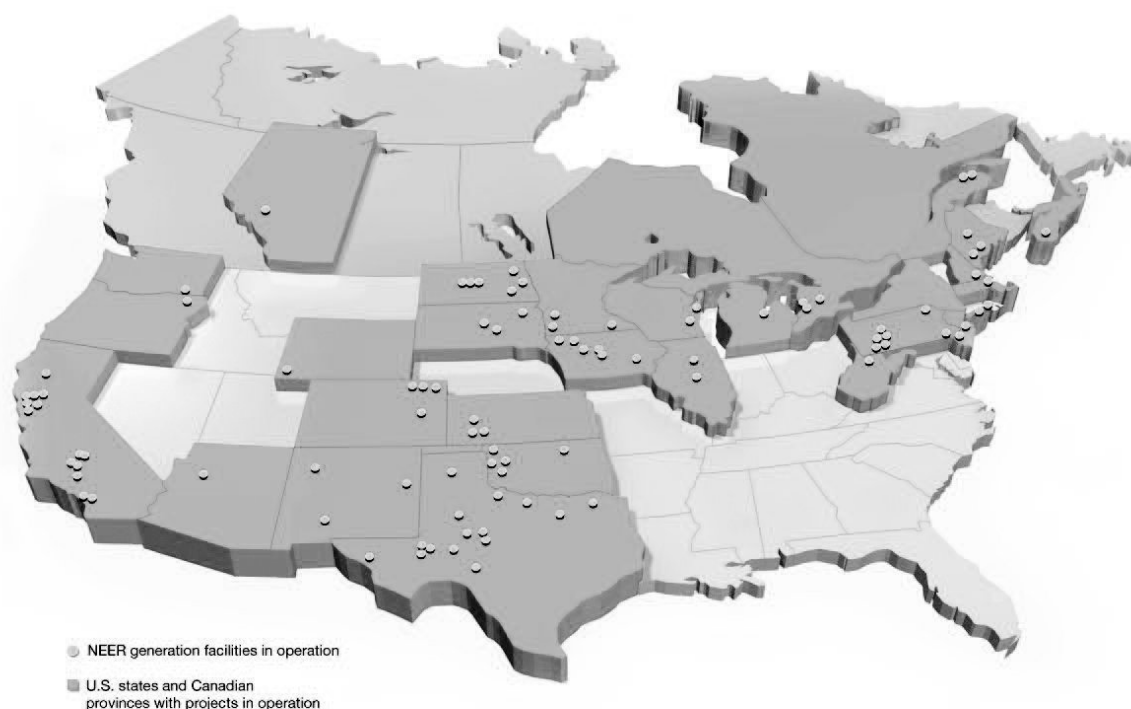 NEER generation facilities in operation
U.S. states and Canadian
provinces with projects in operation